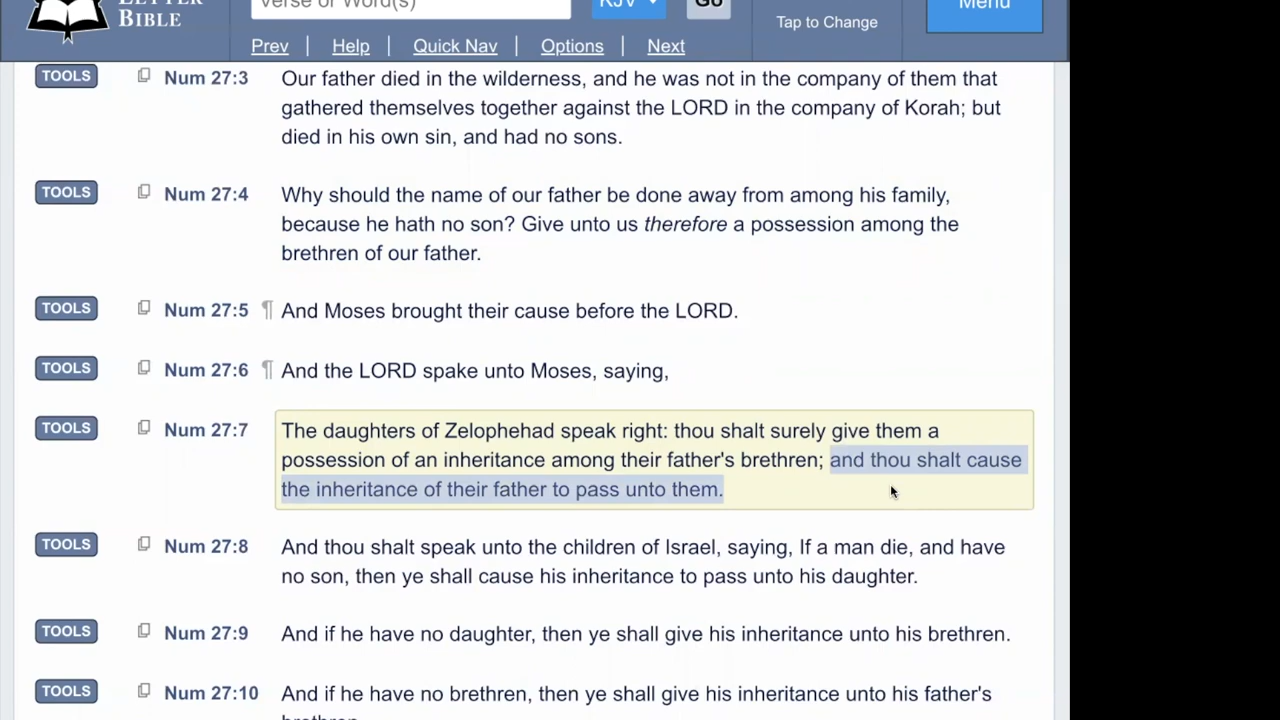 LETTER
BIBLE
Verse or Word(s)
KJV
Go
Tap to Change
Menu
Prev | Help | Quick Nav | Options | Next
TOOLS Num 27:3 Our father died in the wilderness, and he was not in the company of them that
gathered themselves together against the LORD in the company of Korah; but
died in his own sin, and had no sons.
TOOLS Num 27:4 Why should the name of our father be done away from among his family,
because he hath no son? Give unto us therefore a possession among the
brethren of our father.
TOOLS Num 27:5 ¶ And Moses brought their cause before the LORD.
TOOLS Num 27:6 ¶ And the LORD spake unto Moses, saying,
TOOLS Num 27:7 The daughters of Zelophehad speak right: thou shalt surely give them a
possession of an inheritance among their father's brethren; and thou shalt cause
the inheritance of their father to pass unto them.
TOOLS Num 27:8 And thou shalt speak unto the children of Israel, saying, If a man die, and have
no son, then ye shall cause his inheritance to pass unto his daughter.
TOOLS Num 27:9 And if he have no daughter, then ye shall give his inheritance unto his brethren.
TOOLS Num 27:10 And if he have no brethren, then ye shall give his inheritance unto his father's
brethren.